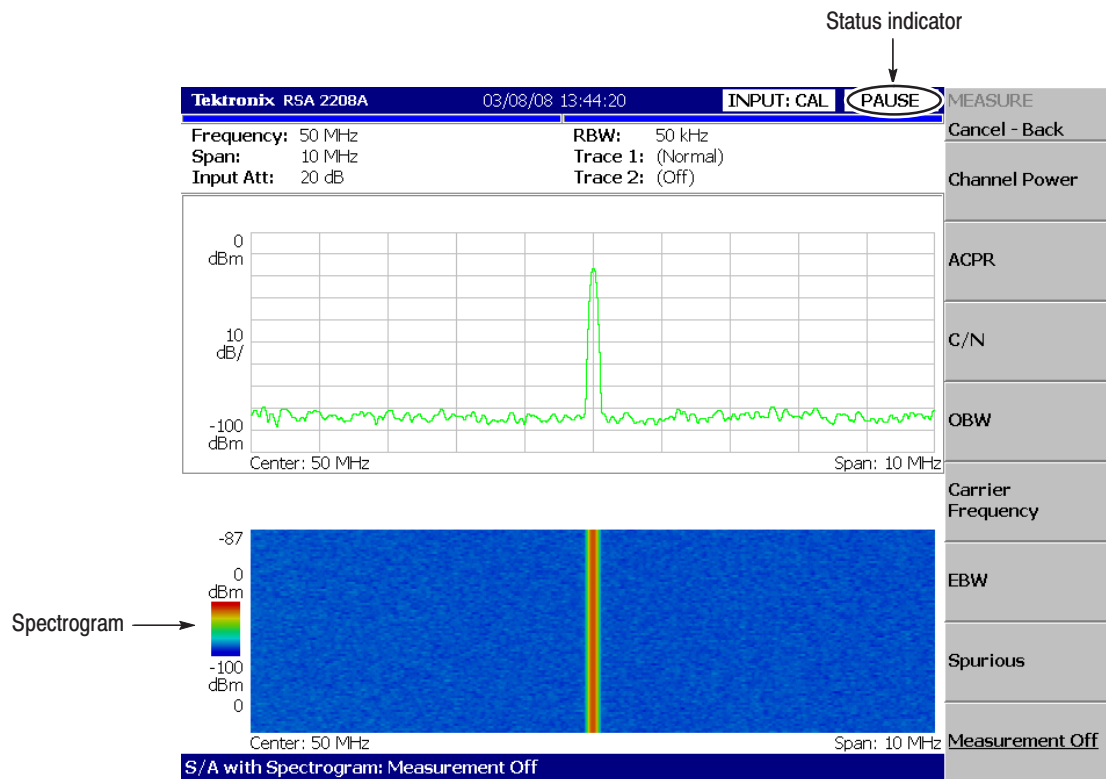 Status indicator
Tektronix RSA 2208A 03/08/08 13:44:20 INPUT: CAL PAUSE
Frequency: 50 MHz RBW: 50 kHz
Span: 10 MHz Trace 1: (Normal)
Input Att: 20 dB Trace 2: (Off)
0
dBm
10
dB/
-100
dBm
Center: 50 MHz Span: 10 MHz
-87
0
dBm
Spectrogram
-100
dBm
0
Center: 50 MHz Span: 10 MHz
S/A with Spectrogram: Measurement Off
MEASURE
Cancel - Back
Channel Power
ACPR
C/N
OBW
Carrier
Frequency
EBW
Spurious
Measurement Off